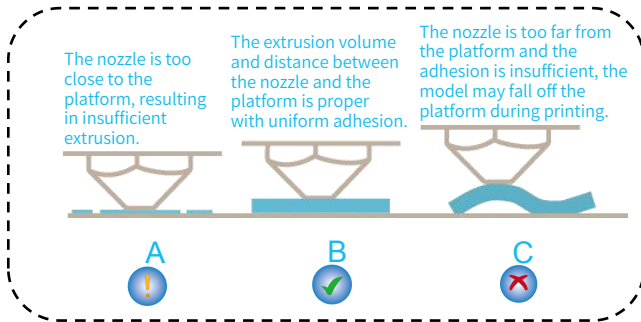 The nozzle is too
close to the
platform, resulting
in insufficient
extrusion.
The extrusion volume
and distance between
the nozzle and the
platform is proper
with uniform adhesion.
The nozzle is too far from
the platform and the
adhesion is insufficient, the
model may fall off the
platform during printing.
A
B
C